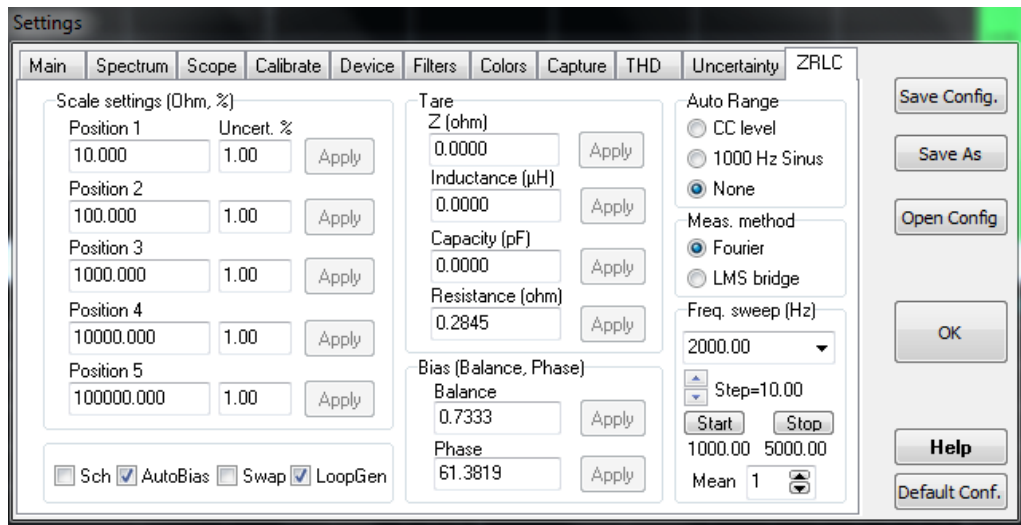 Settings
Main Spectrum Scope Calibrate Device Filters Colors Capture THD Uncertainty ZRLC
Scale settings (Ohm, %)
Position 1 Uncert. %
10.000 1.00 Apply
Position 2
100.000 1.00 Apply
Position 3
1000.000 1.00 Apply
Position 4
10000.000 1.00 Apply
Position 5
100000.000 1.00 Apply
Sch AutoBias Swap LoopGen
Tare
Z (ohm)
0.0000 Apply
Inductance (µH)
0.0000 Apply
Capacity (pF)
0.0000 Apply
Resistance (ohm)
0.2845 Apply
Bias (Balance, Phase)
Balance
0.7333 Apply
Phase
61.3819 Apply
Auto Range
CC level
1000 Hz Sinus
None
Meas. method
Fourier
LMS bridge
Freq. sweep (Hz)
2000.00
Step=10.00
Start Stop
1000.00 5000.00
Mean 1
Save Config.
Save As
Open Config
OK
Help
Default Conf.